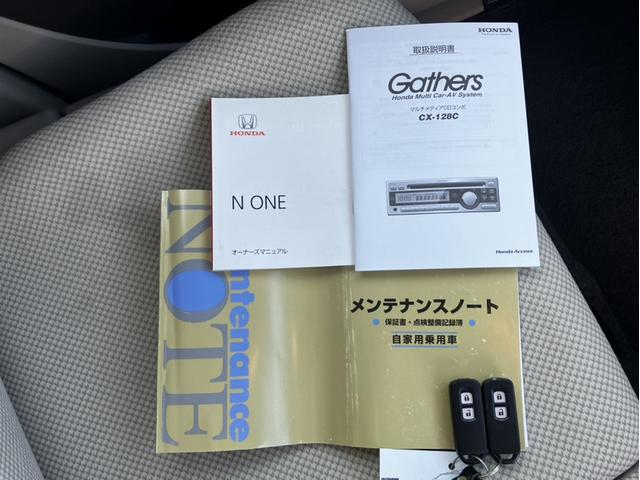 HONDA
取扱説明書
Gathers
Honda Multi Car-AV System
マルチメディアCDコンポ
CX-128C
Honda Access
HONDA
N ONE
オーナーズマニュアル
Maintenance
NOTE
メンテナンスノート
● 保証書・点検整備記録簿 ●
自家用乗用車